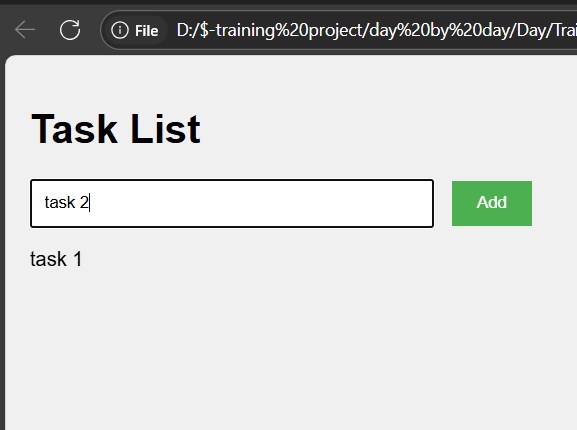 File D:/$-training%20project/day%20by%20day/Day/Trai
Task List
task 2 Add
task 1